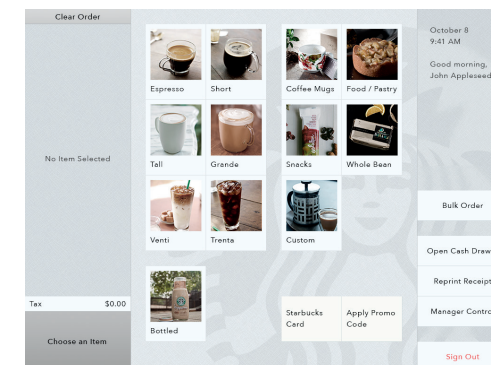 Clear Order
No Item Selected
Tax $0.00
Choose an Item
Espresso
Short
Tall
Grande
Venti
Trenta
Bottled
Coffee Mugs
Food / Pastry
Snacks
Whole Bean
Custom
Starbucks
Card
Apply Promo
Code
October 8
9:41 AM
Good morning,
John Appleseed
Bulk Order
Open Cash Draw
Reprint Receipt
Manager Contro
Sign Out